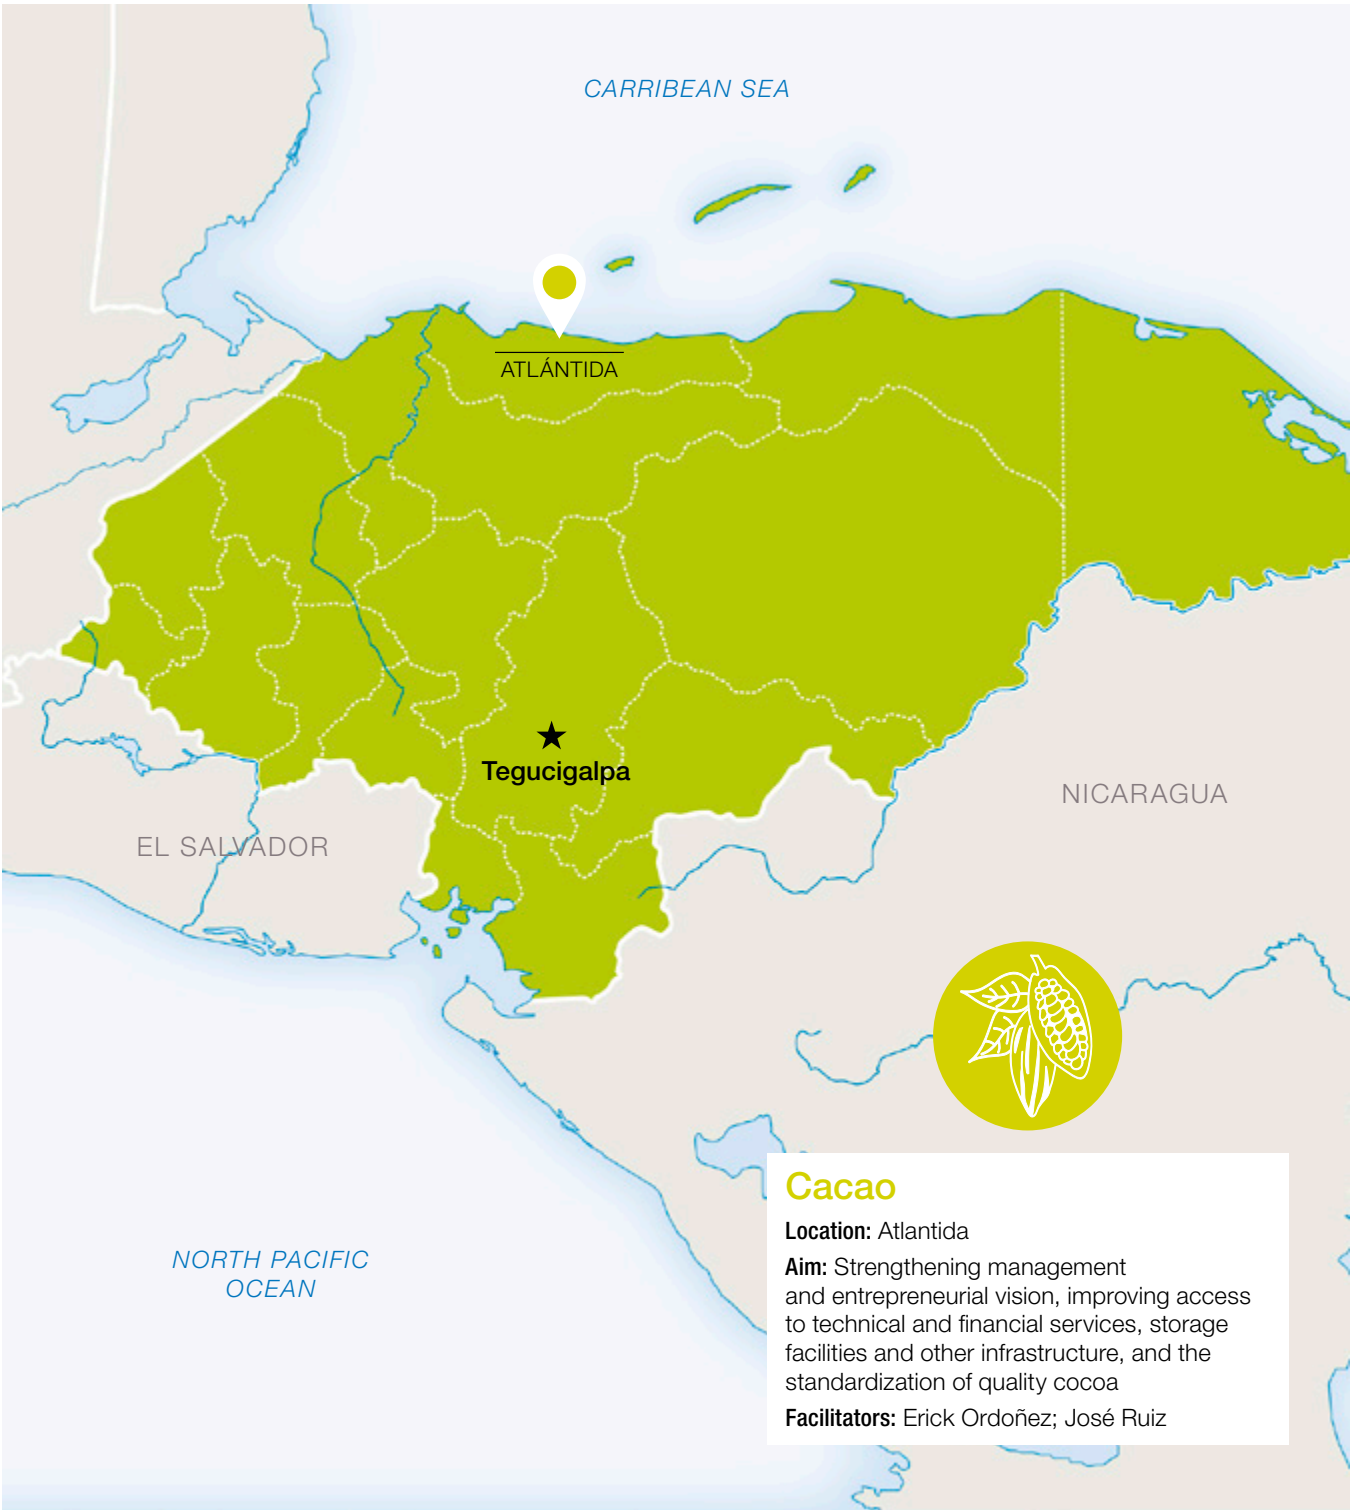 CARRIBEAN SEA
ATLÁNTIDA
Tegucigalpa
NICARAGUA
EL SALVADOR
NORTH PACIFIC
OCEAN
Cacao
Location: Atlantida
Aim: Strengthening management
and entrepreneurial vision, improving access
to technical and financial services, storage
facilities and other infrastructure, and the
standardization of quality cocoa
Facilitators: Erick Ordoñez; José Ruiz